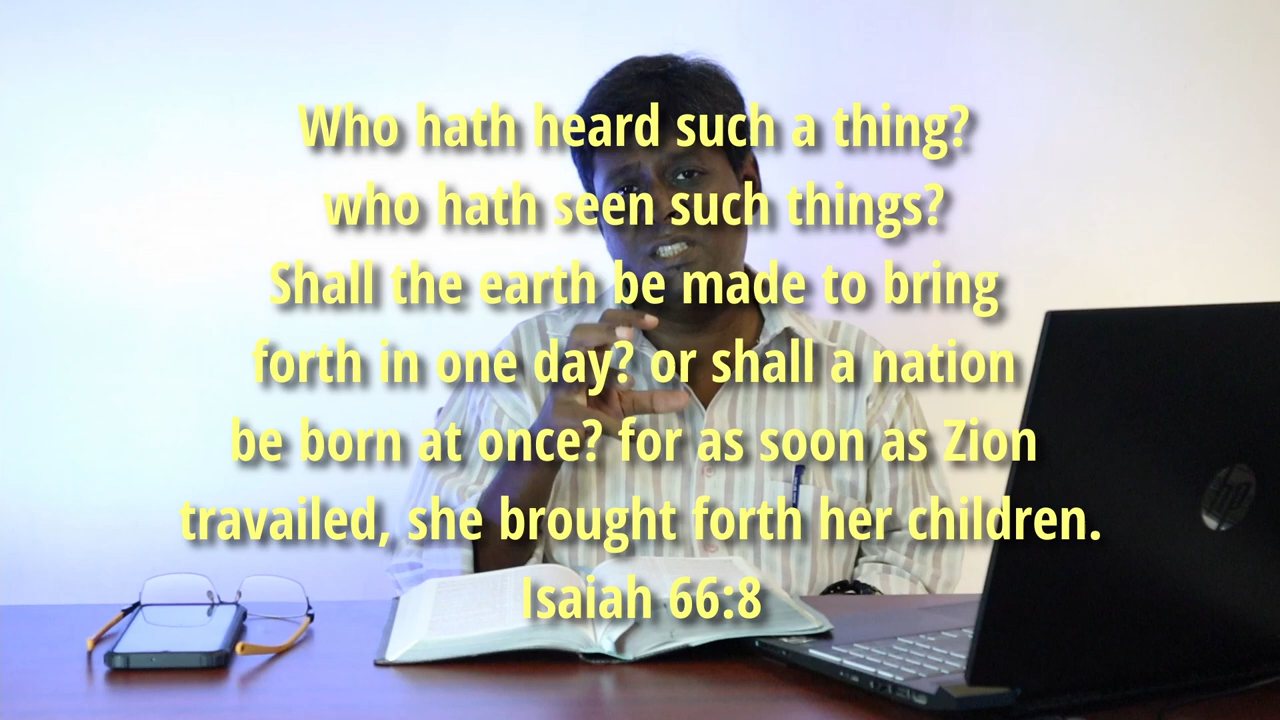 Who hath heard such a thing?
who hath seen such things?
Shall the earth be made to bring
forth in one day? or shall a nation
be born at once? for as soon as Zion
travailed, she brought forth her children.
Isaiah 66:8
hp